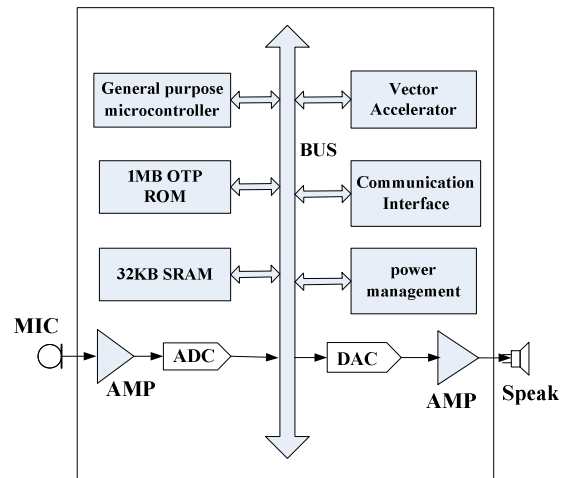 General purpose
microcontroller
Vector
Accelerator
BUS
1MB OTP
ROM
Communication
Interface
32KB SRAM
power
management
MIC
AMP
ADC
DAC
AMP
Speak